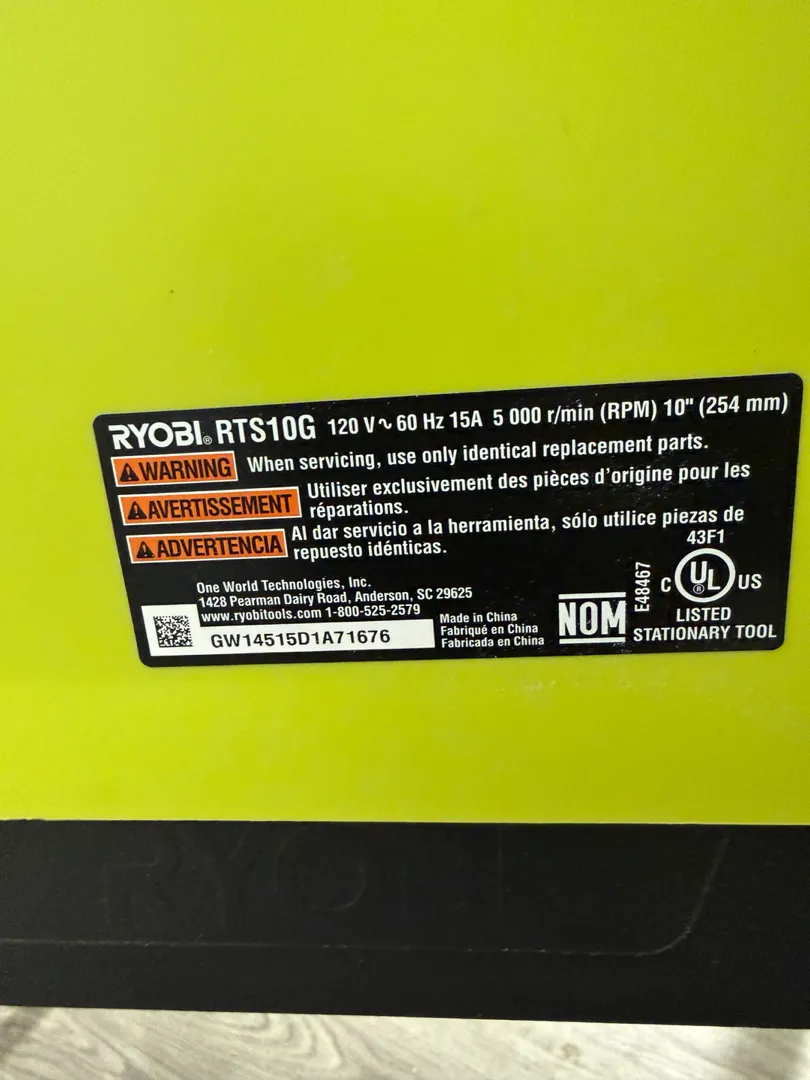 RYOBI® RTS10G 120 V ~ 60 Hz 15A 5 000 r/min (RPM) 10" (254 mm)
⚠WARNING When servicing, use only identical replacement parts.
⚠AVERTISSEMENT Utiliser exclusivement des pièces d'origine pour les
réparations.
⚠ADVERTENCIA Al dar servicio a la herramienta, sólo utilice piezas de
repuesto idénticas.
43F1
One World Technologies, Inc.
1428 Pearman Dairy Road, Anderson, SC 29625
www.ryobitools.com 1-800-525-2579
GW14515D1A71676
Made in China
Fabriqué en China
Fabricada en China
NOM
E48467
C UL® US
LISTED
STATIONARY TOOL
RYOBI